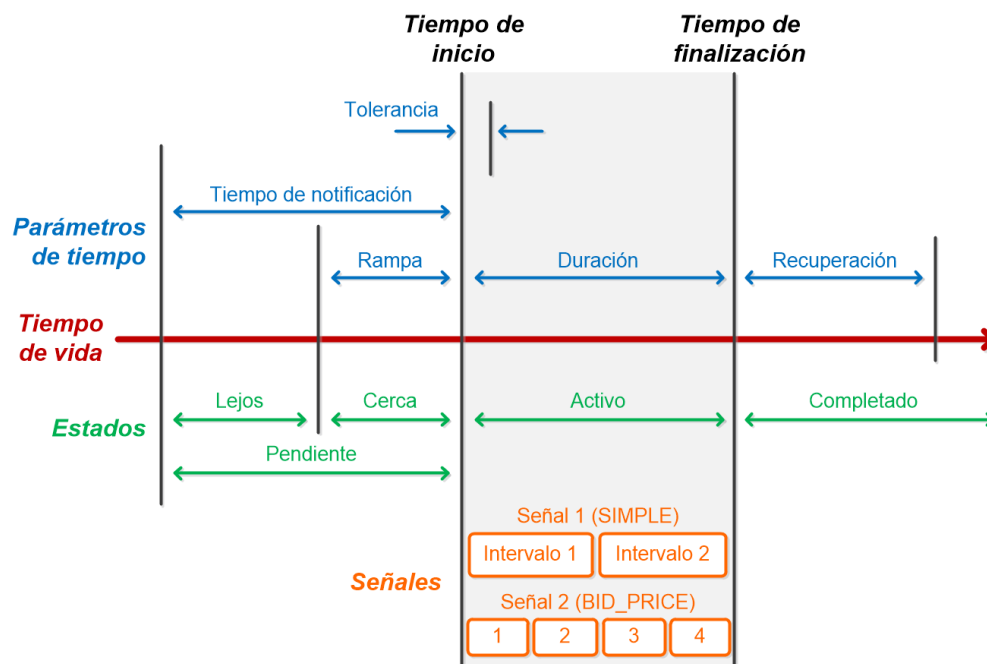 Tiempo de
inicio
Tiempo de
finalización
Tolerancia
Tiempo de notificación
Parámetros
de tiempo
Rampa
Duración
Recuperación
Tiempo
de vida
Lejos
Cerca
Activo
Completado
Estados
Pendiente
Señal 1 (SIMPLE)
Intervalo 1
Intervalo 2
Señales
Señal 2 (BID_PRICE)
1
2
3
4